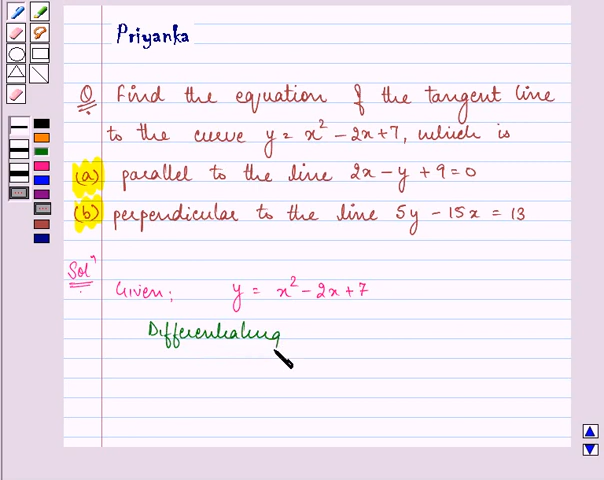 Priyanka
Q Find the equation of the tangent line
to the curve y = x² - 2x + 7, which is
(a) parallel to the line 2x - y + 9 = 0
(b) perpendicular to the line 5y - 15x = 13
Solⁿ
Given; y = x² - 2x + 7
Differentiating